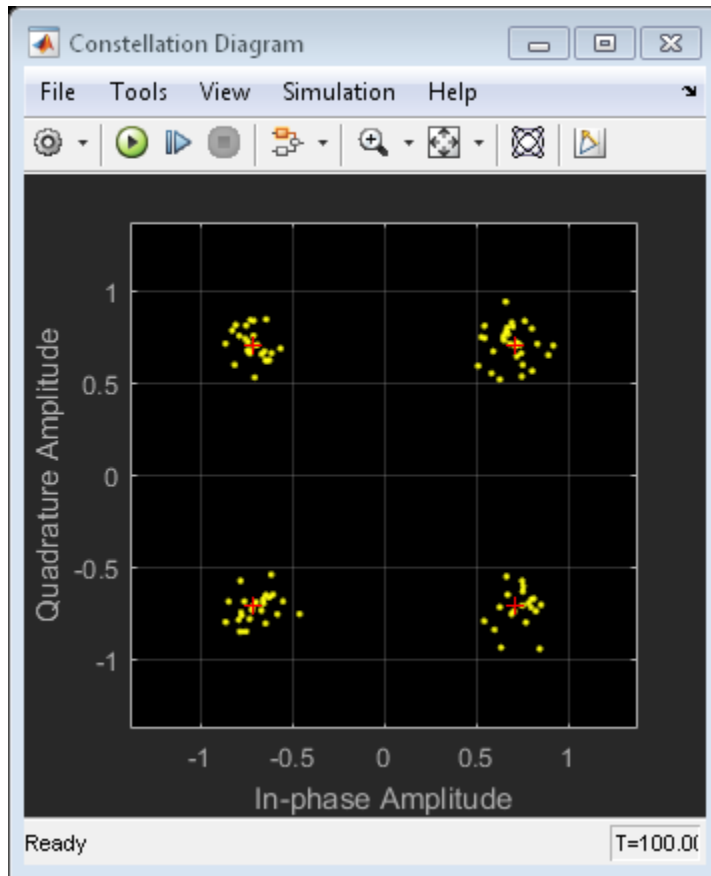 Constellation Diagram
File Tools View Simulation Help
1
0.5
0
-0.5
-1
Quadrature Amplitude
-1 -0.5 0 0.5 1
In-phase Amplitude
Ready T=100.00